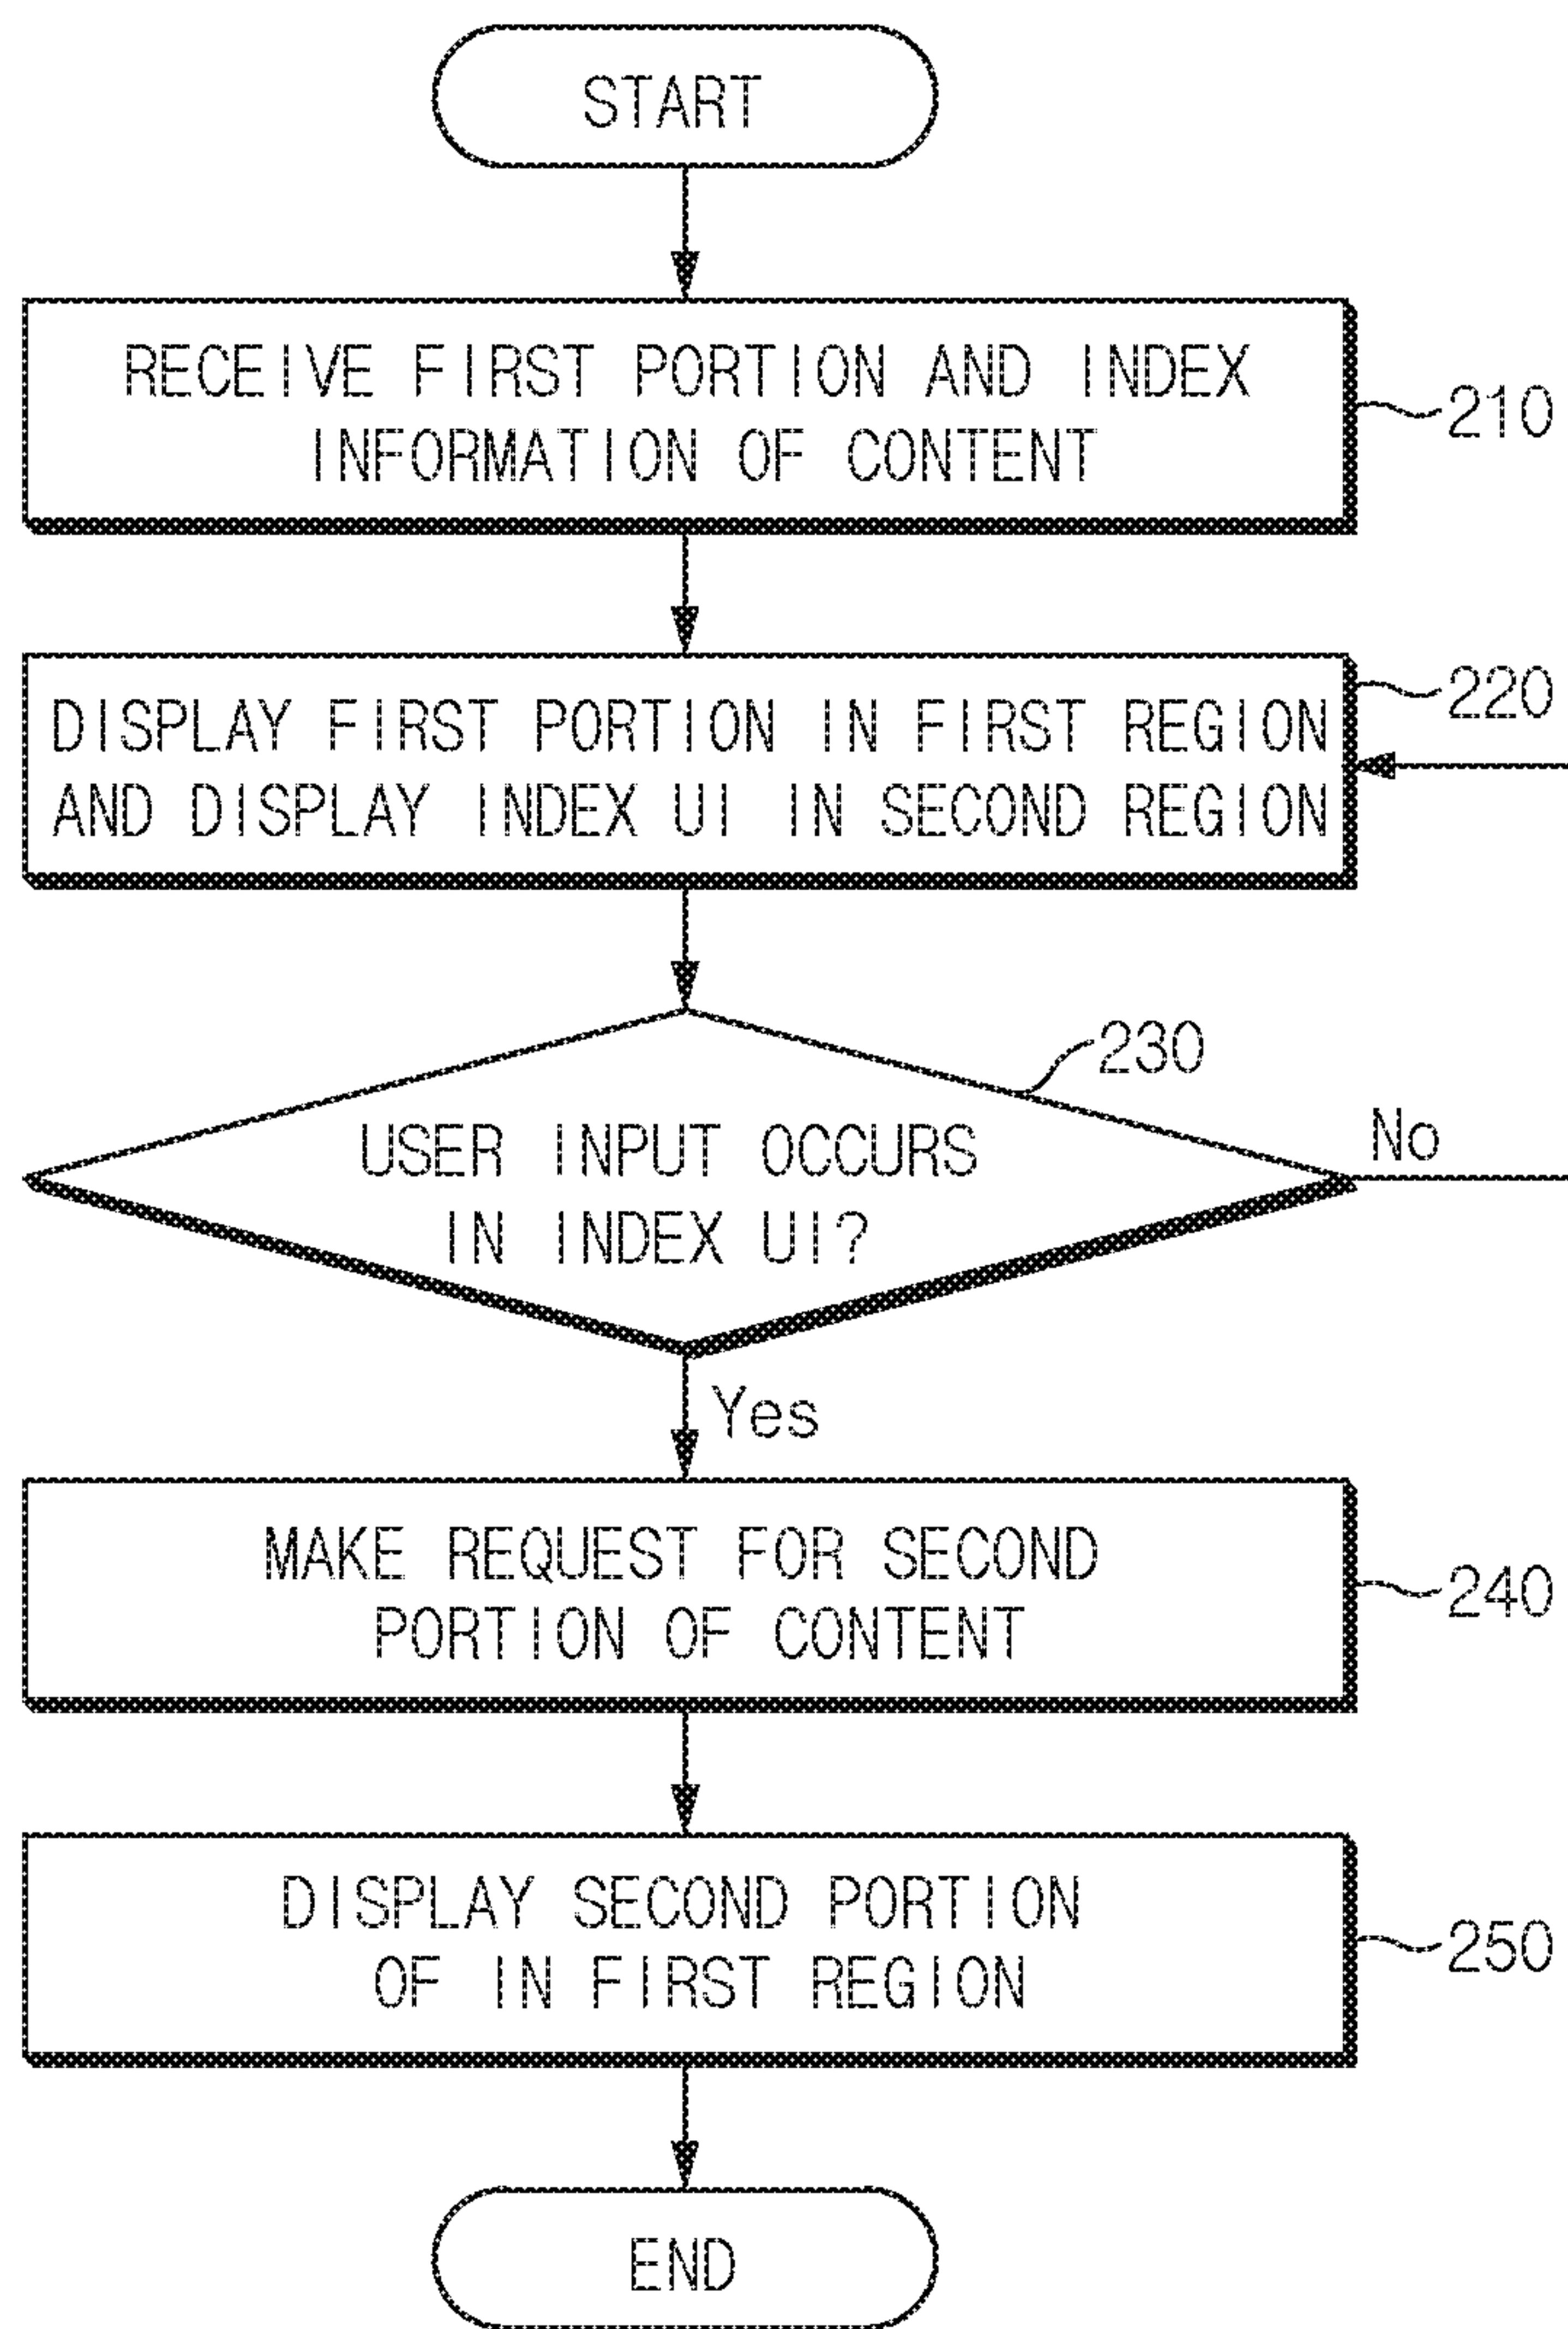 START
RECEIVE FIRST PORTION AND INDEX
INFORMATION OF CONTENT
210
DISPLAY FIRST PORTION IN FIRST REGION
AND DISPLAY INDEX UI IN SECOND REGION
220
230
USER INPUT OCCURS
IN INDEX UI?
No
Yes
MAKE REQUEST FOR SECOND
PORTION OF CONTENT
240
DISPLAY SECOND PORTION
OF IN FIRST REGION
250
END